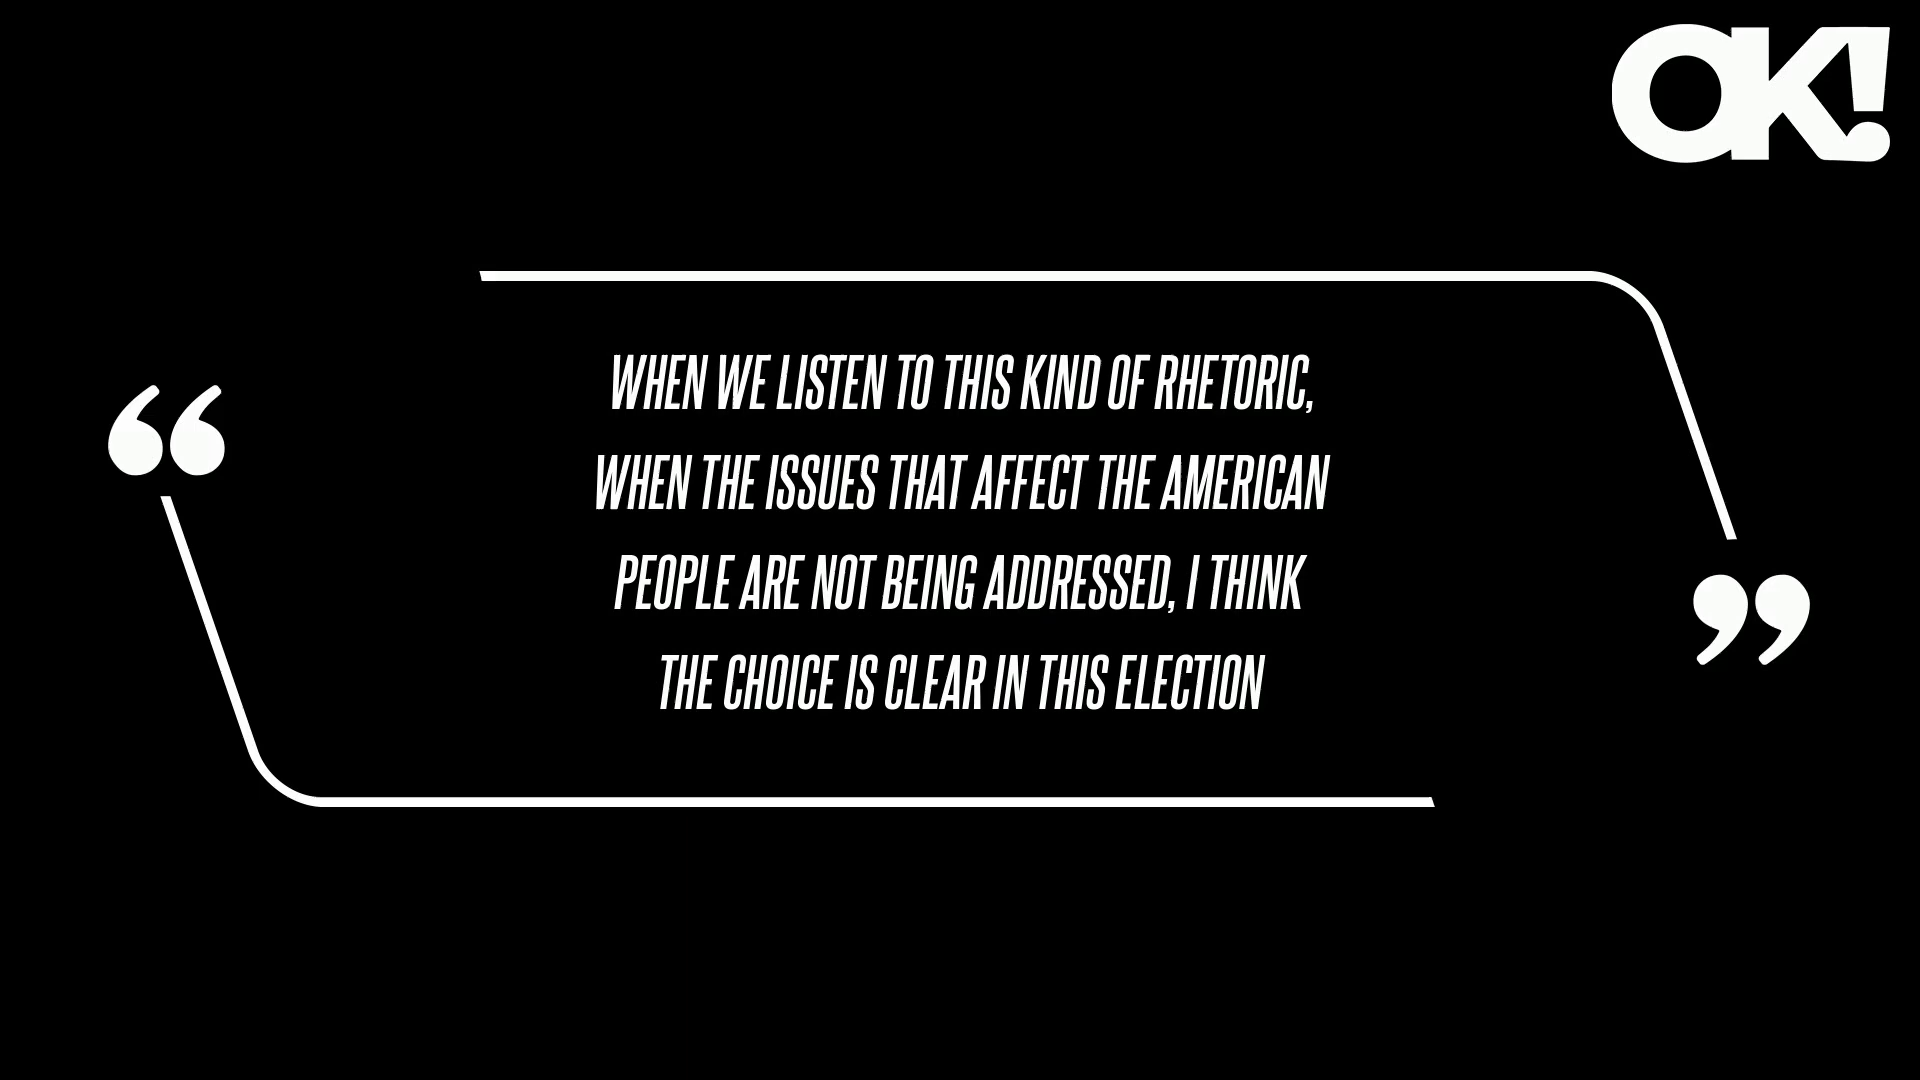 OK!
“
WHEN WE LISTEN TO THIS KIND OF RHETORIC,
WHEN THE ISSUES THAT AFFECT THE AMERICAN
PEOPLE ARE NOT BEING ADDRESSED, I THINK
THE CHOICE IS CLEAR IN THIS ELECTION
”